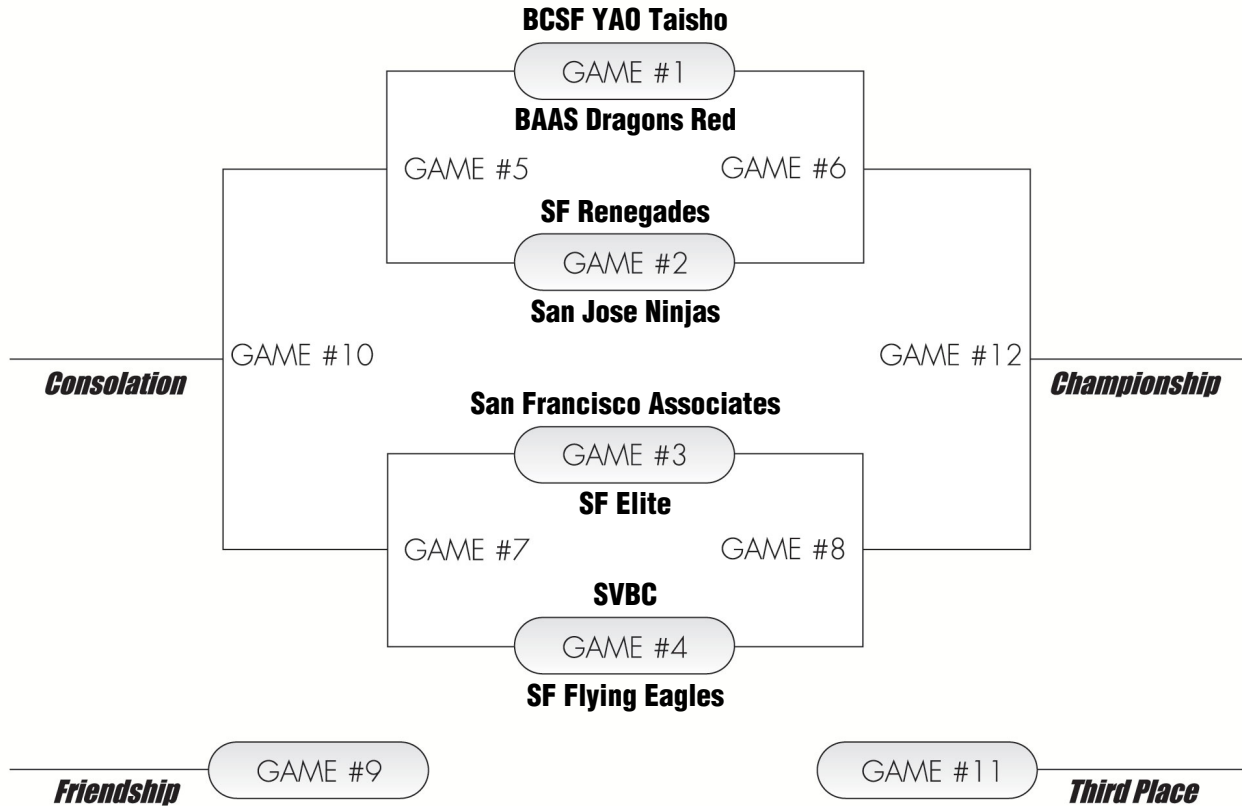 BCSF YAO Taisho
GAME #1
BAAS Dragons Red
GAME #5
GAME #6
SF Renegades
GAME #2
San Jose Ninjas
GAME #10
GAME #12
Consolation
Championship
San Francisco Associates
GAME #3
SF Elite
GAME #7
GAME #8
SVBC
GAME #4
SF Flying Eagles
GAME #9
GAME #11
Friendship
Third Place